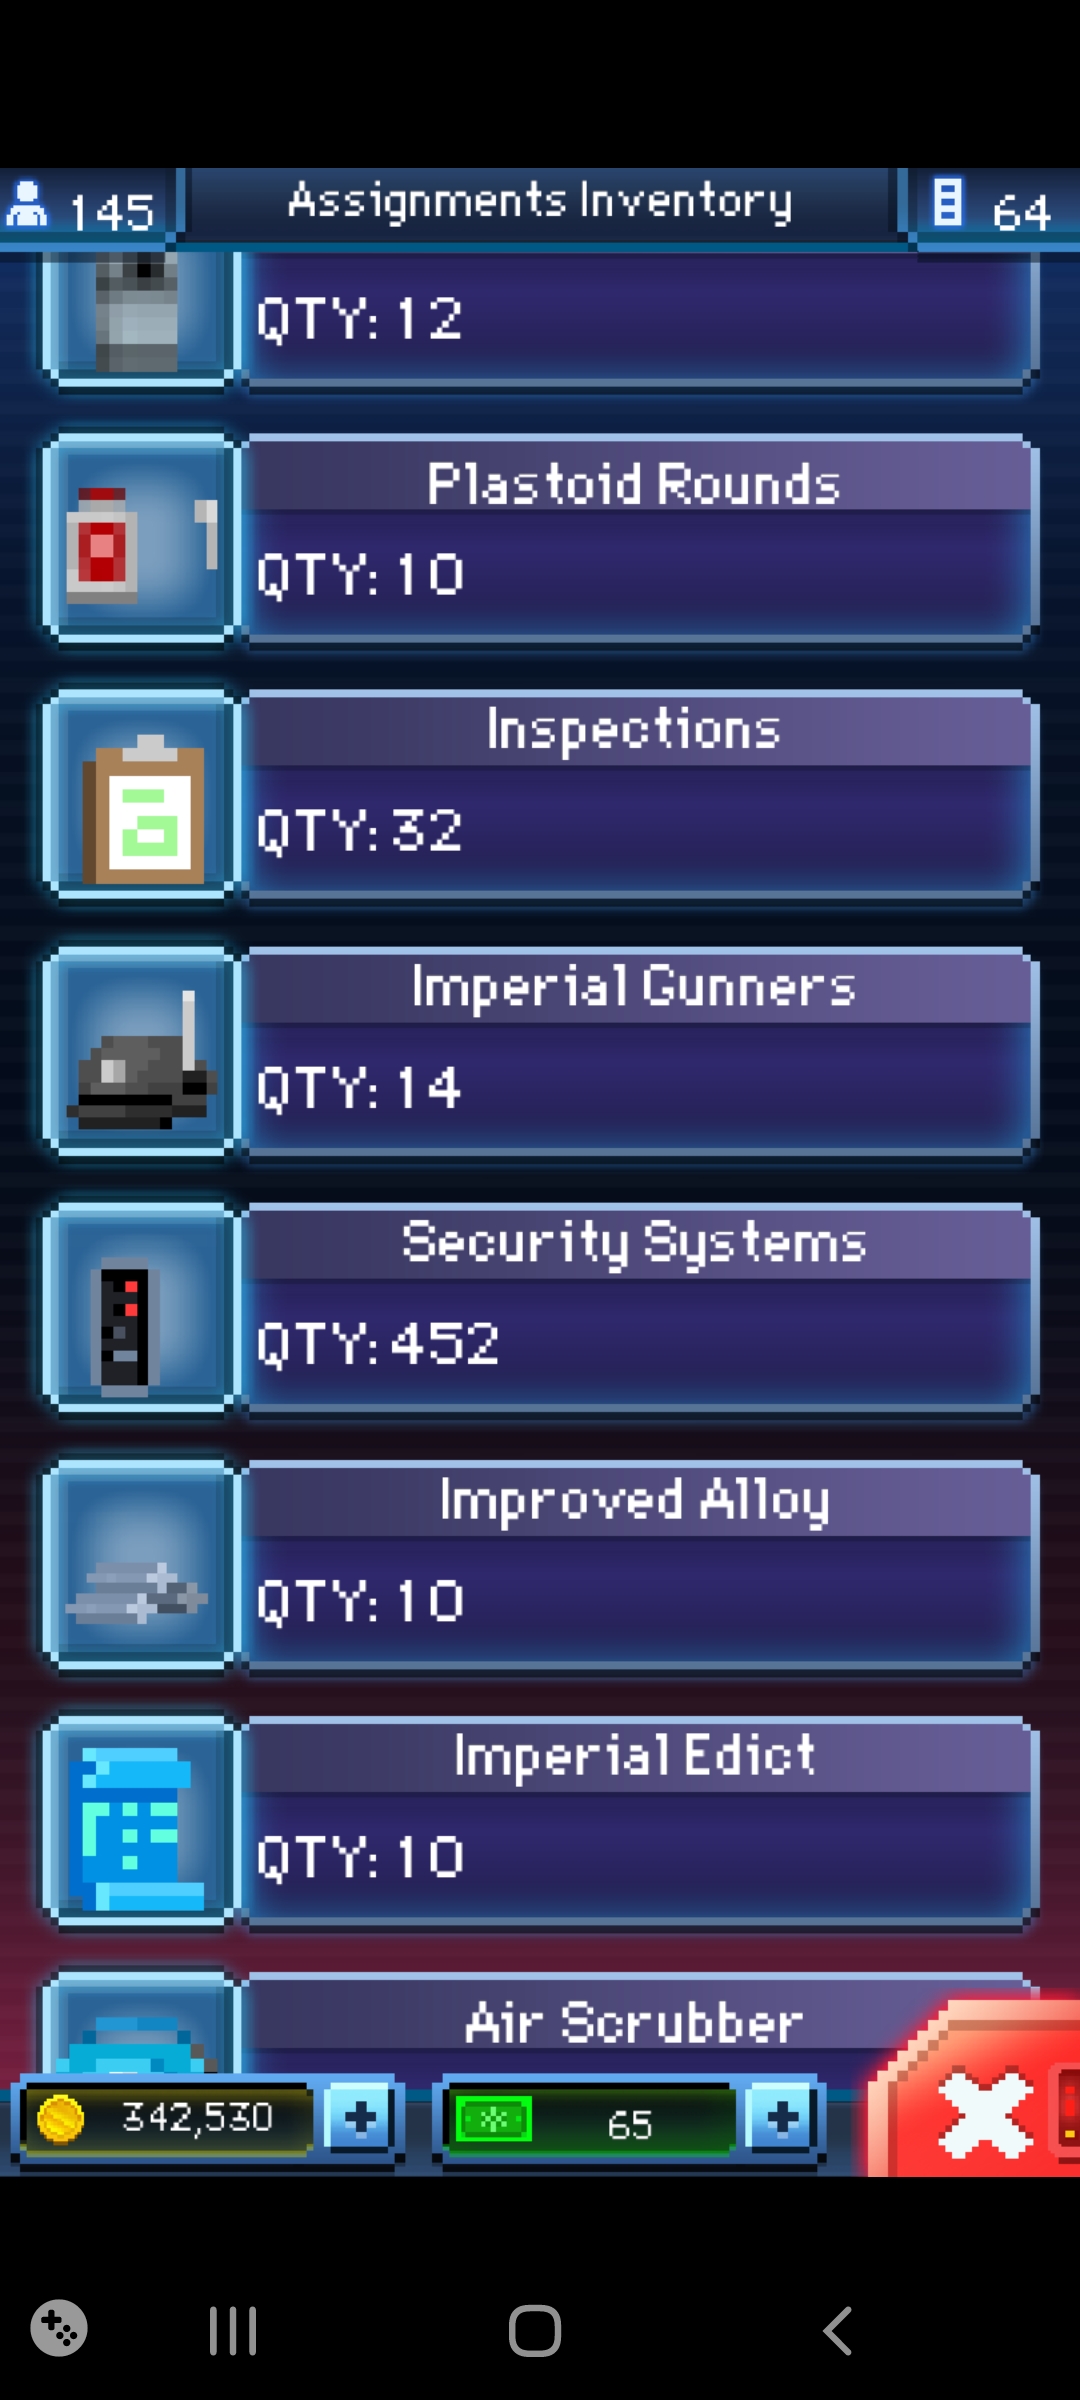 145
Assignments Inventory
64
QTY: 12
Plastoid Rounds
QTY: 10
Inspections
QTY: 32
Imperial Gunners
QTY: 14
Security Systems
QTY: 452
Improved Alloy
QTY: 10
Imperial Edict
QTY: 10
Air Scrubber
342,530
65